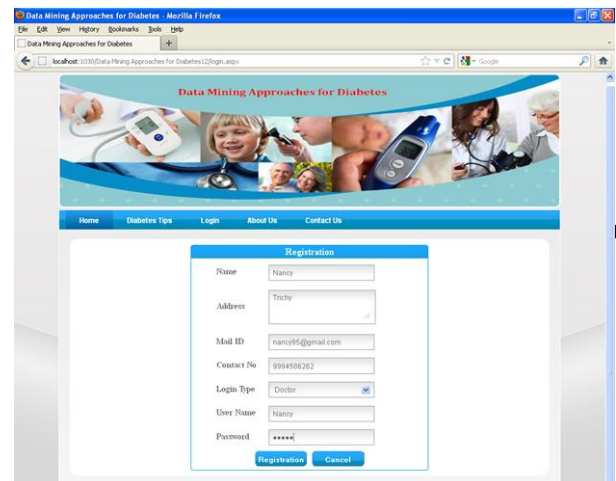 Data Mining Approaches for Diabetes - Mozilla Firefox
File Edit View History Bookmarks Tools Help
Data Mining Approaches for Diabetes +
localhost:1030/Data Mining Approaches for Diabetes12/login.aspx Google
Data Mining Approaches for Diabetes
Home Diabetes Tips Login About Us Contact Us
Registration
Name Nancy
Address Trichy
Mail ID nancy95@gmail.com
Contact No 9994586262
Login Type Doctor
User Name Nancy
Password •••••
Registration Cancel